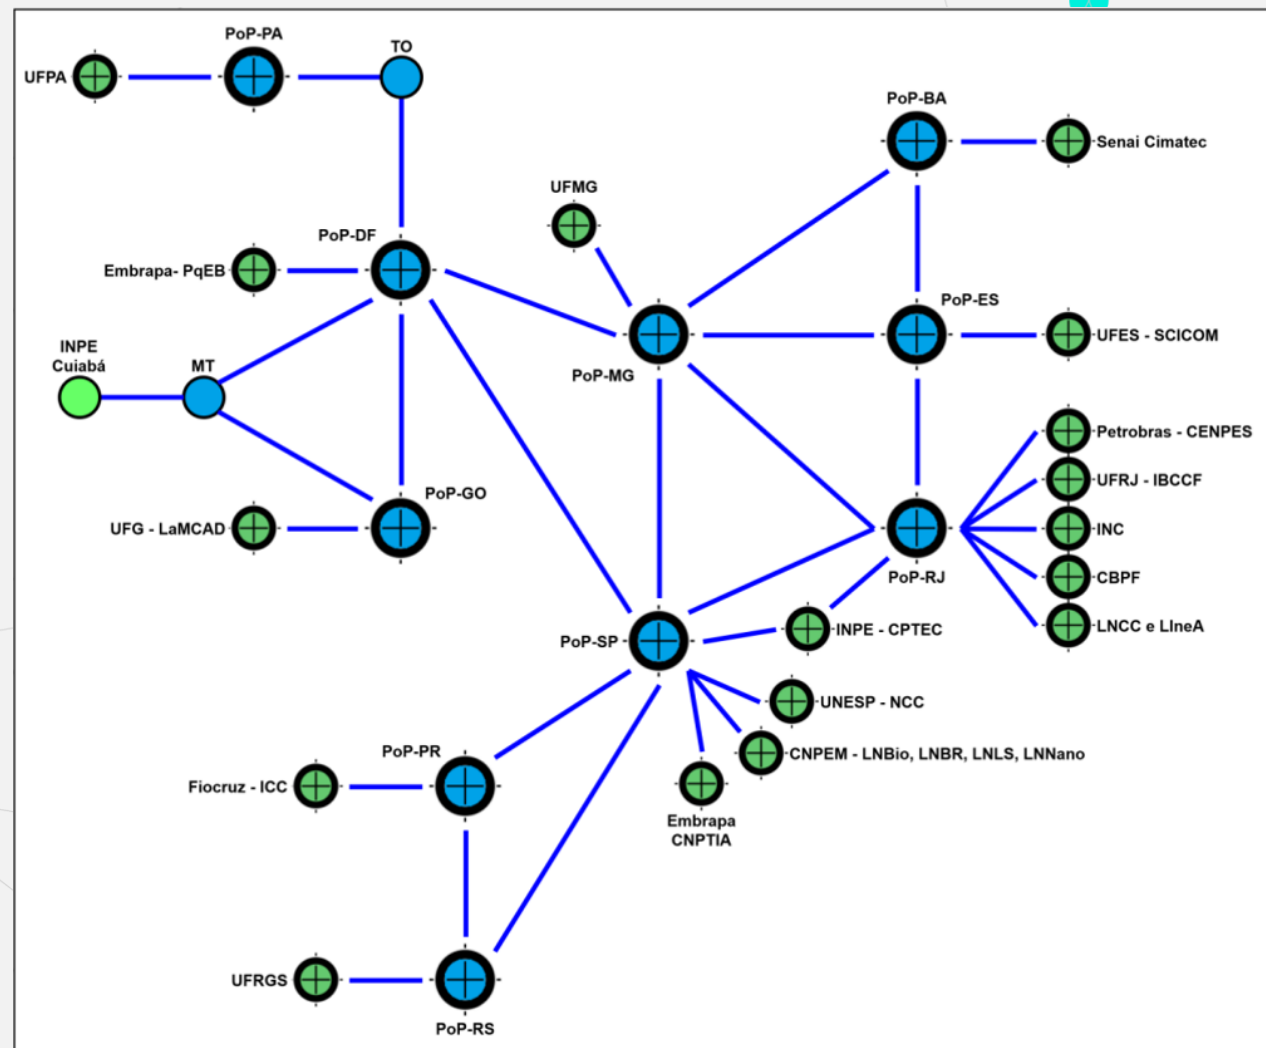 PoP-PA
TO
UFPA
PoP-BA
Senai Cimatec
UFMG
PoP-DF
Embrapa- PqEB
PoP-ES
UFES - SCICOM
INPE
Cuiabá
MT
PoP-MG
Petrobras - CENPES
UFRJ - IBCCF
PoP-GO
UFG - LaMCAD
INC
PoP-RJ
CBPF
LNCC e LIneA
PoP-SP
INPE - CPTEC
UNESP - NCC
PoP-PR
CNPEM - LNBio, LNBR, LNLS, LNNano
Fiocruz - ICC
Embrapa
CNPTIA
UFRGS
PoP-RS